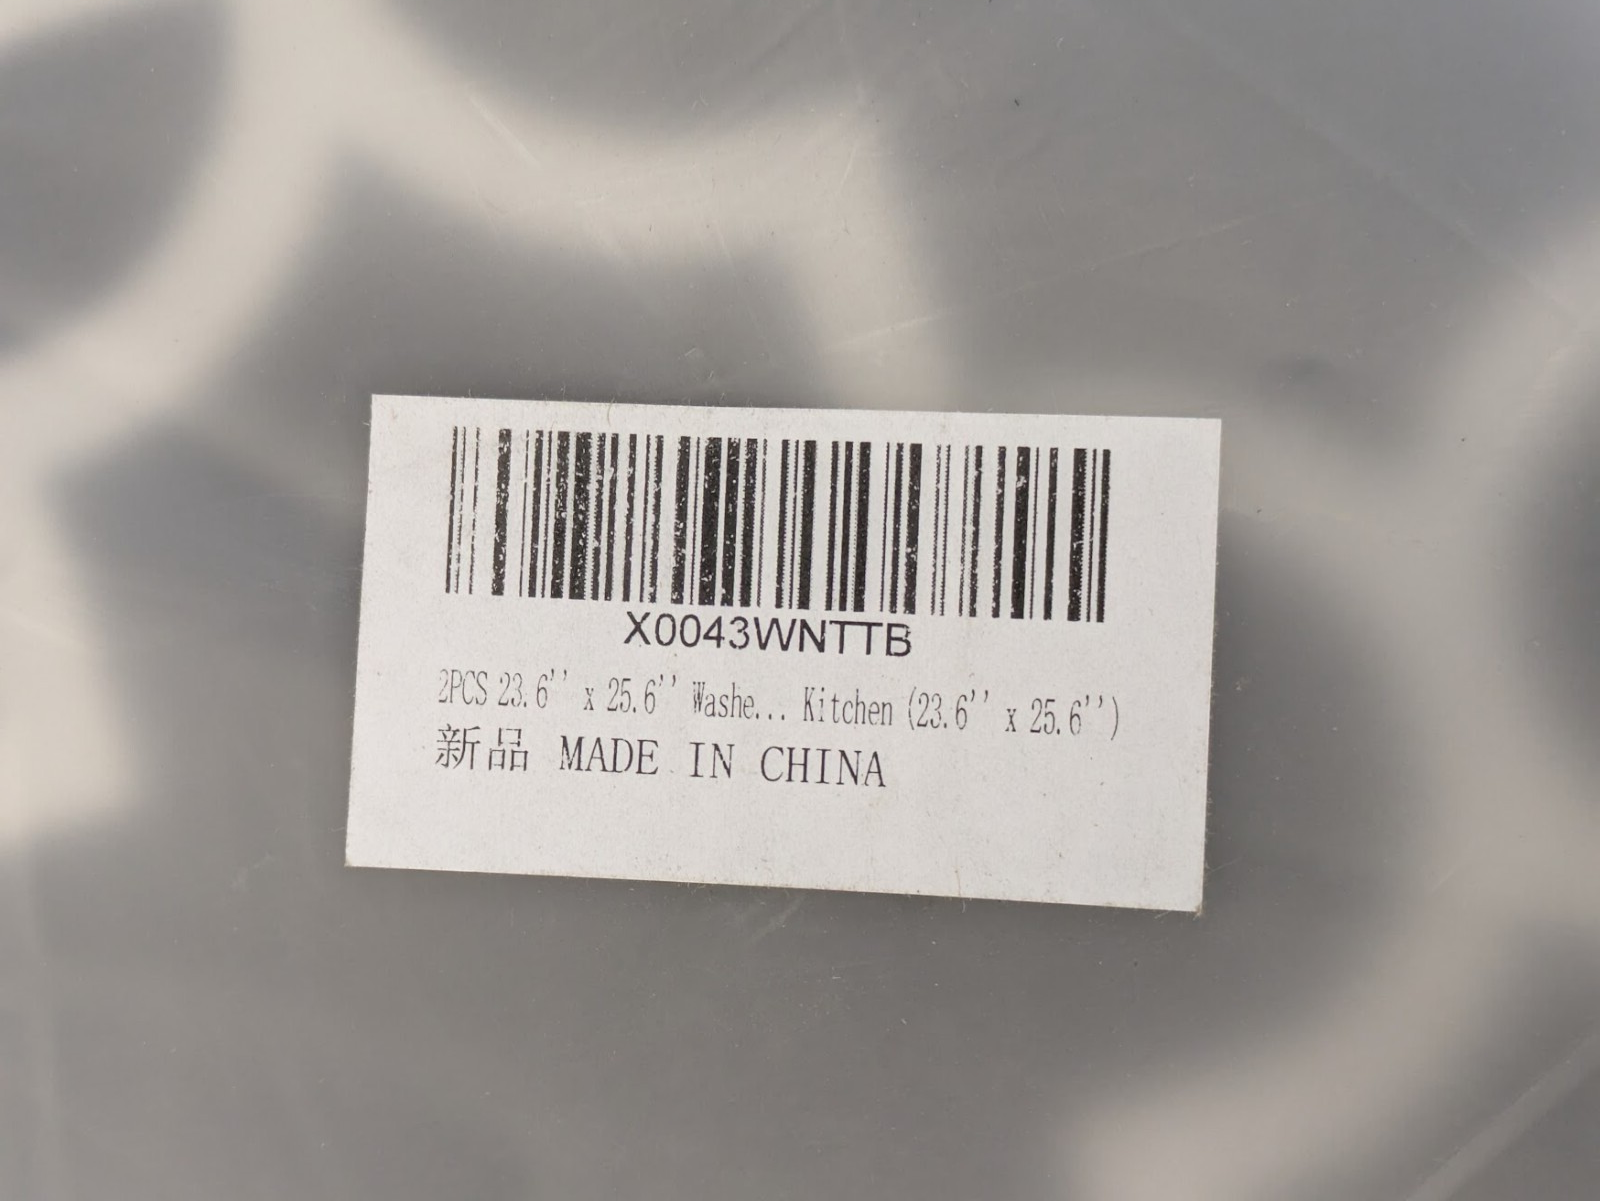 X0043WNTTB
2PCS 23.6'' x 25.6'' Washe... Kitchen (23.6'' x 25.6'')
新品 MADE IN CHINA